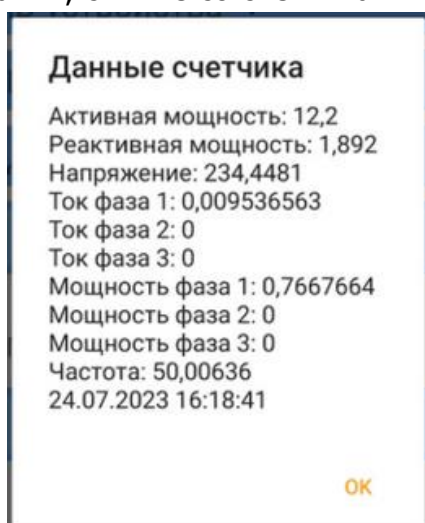 Данные счетчика
Активная мощность: 12,2
Реактивная мощность: 1,892
Напряжение: 234,4481
Ток фаза 1: 0,009536563
Ток фаза 2: 0
Ток фаза 3: 0
Мощность фаза 1: 0,7667664
Мощность фаза 2: 0
Мощность фаза 3: 0
Частота: 50,00636
24.07.2023 16:18:41
OK